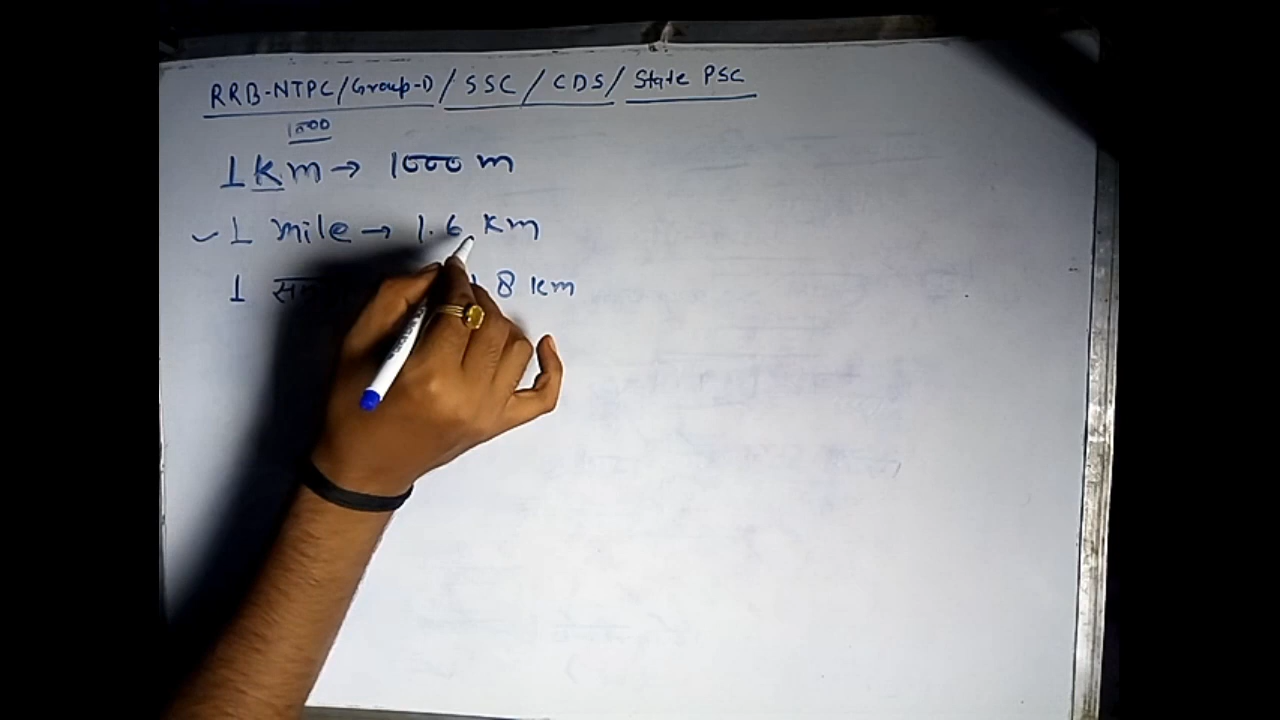 RRB-NTPC/Group-D/SSC/CDS/State PSC
1000
1 Km → 1000 m
1 mile → 1.6 Km
1 8 km